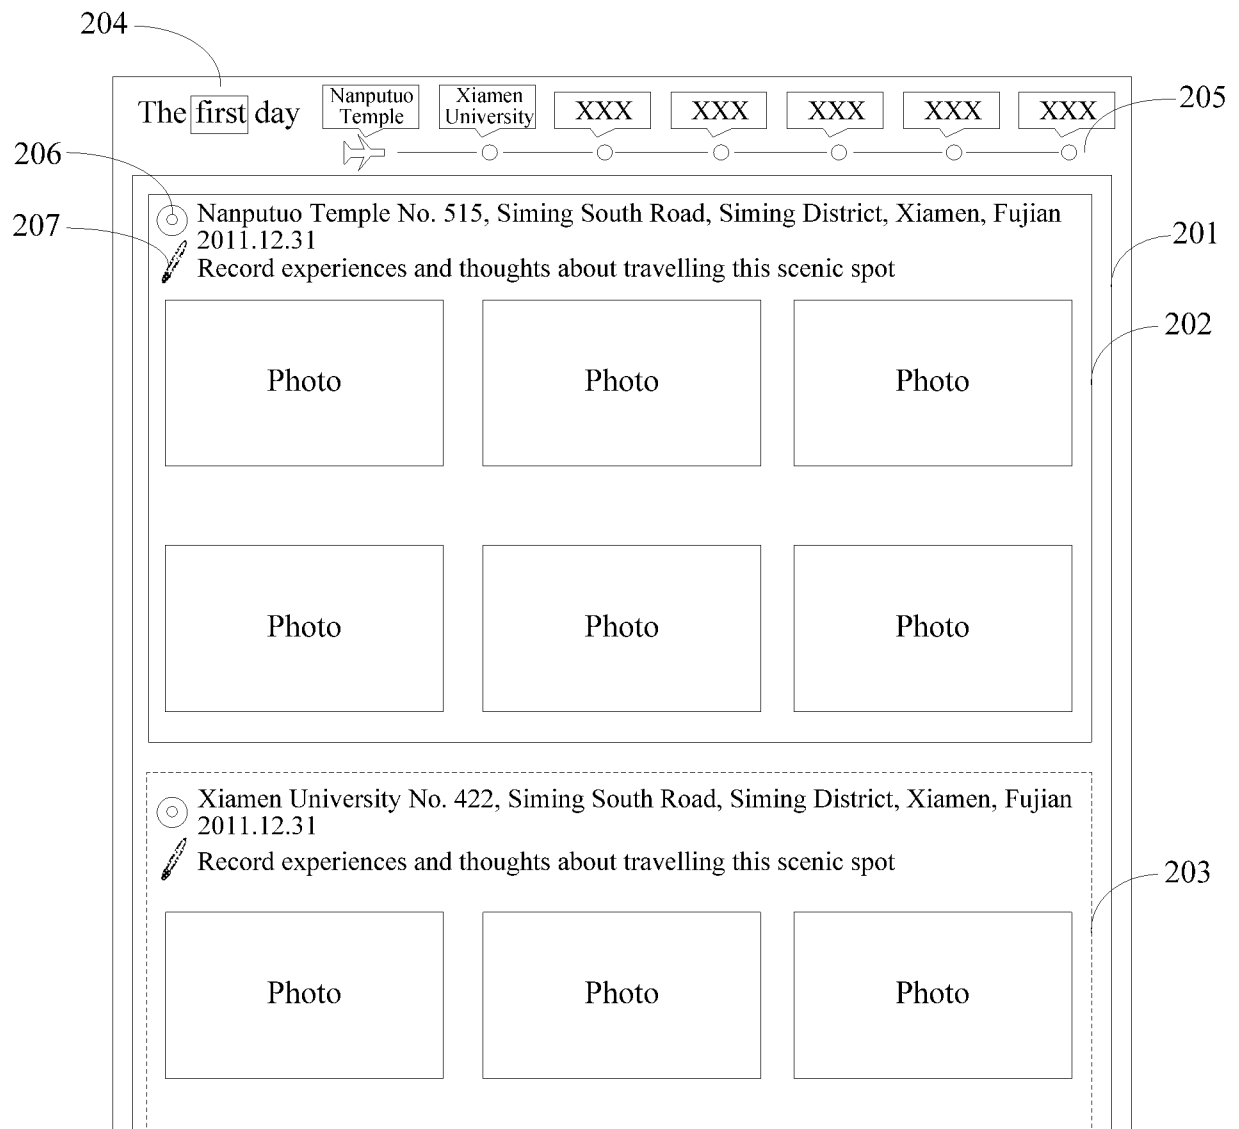 204
The first day
Nanputuo
Temple
Xiamen
University
XXX
XXX
XXX
XXX
XXX
205
206
207
Nanputuo Temple No. 515, Siming South Road, Siming District, Xiamen, Fujian
2011.12.31
Record experiences and thoughts about travelling this scenic spot
201
202
Photo
Photo
Photo
Photo
Photo
Photo
Xiamen University No. 422, Siming South Road, Siming District, Xiamen, Fujian
2011.12.31
Record experiences and thoughts about travelling this scenic spot
203
Photo
Photo
Photo